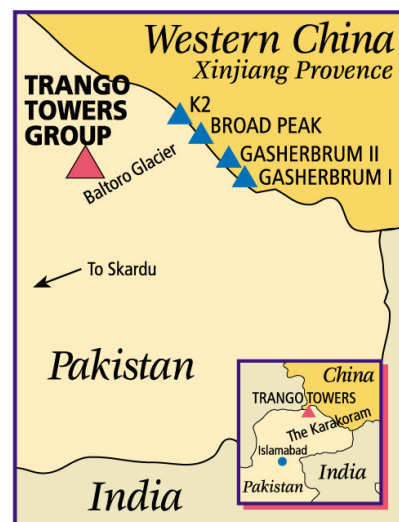 Western China
Xinjiang Provence
TRANGO
TOWERS
GROUP
K2
BROAD PEAK
GASHERBRUM II
GASHERBRUM I
Baltoro Glacier
To Skardu
Pakistan
India
China
TRANGO TOWERS
The Karakoram
Islamabad
India
Pakistan